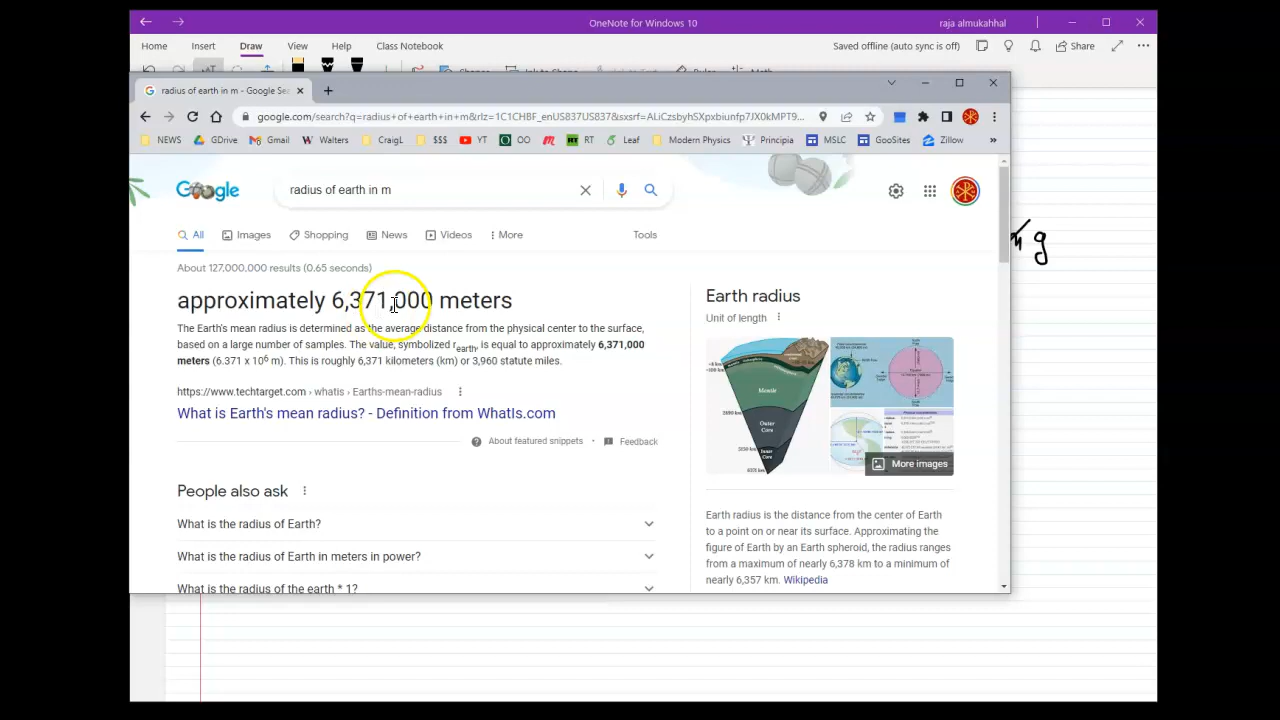 OneNote for Windows 10
raja almukahhal
Home Insert Draw View Help Class Notebook
Saved offline (auto sync is off) Share
radius of earth in m - Google Sea
google.com/search?q=radius+of+earth+in+m&rlz=1C1CHBF_enUS837US837&sxsrf=ALiCzsbyhSXpxbiunfp7JX0kMPT9...
NEWS GDrive Gmail Walters CraigL $$$ YT OO RT Leaf Modern Physics Principia MSLC GooSites Zillow
Google
radius of earth in m
All Images Shopping News Videos More Tools
About 127,000,000 results (0.65 seconds)
approximately 6,371,000 meters
The Earth's mean radius is determined as the average distance from the physical center to the surface,
based on a large number of samples. The value, symbolized rearth, is equal to approximately 6,371,000
meters (6.371 x 10⁶ m). This is roughly 6,371 kilometers (km) or 3,960 statute miles.
https://www.techtarget.com › whatis › Earths-mean-radius
What is Earth's mean radius? - Definition from WhatIs.com
About featured snippets • Feedback
People also ask
What is the radius of Earth?
What is the radius of Earth in meters in power?
What is the radius of the earth * 1?
Earth radius
Unit of length
Mantle
Outer
Core
Inner
Core
More images
Earth radius is the distance from the center of Earth
to a point on or near its surface. Approximating the
figure of Earth by an Earth spheroid, the radius ranges
from a maximum of nearly 6,378 km to a minimum of
nearly 6,357 km. Wikipedia
g